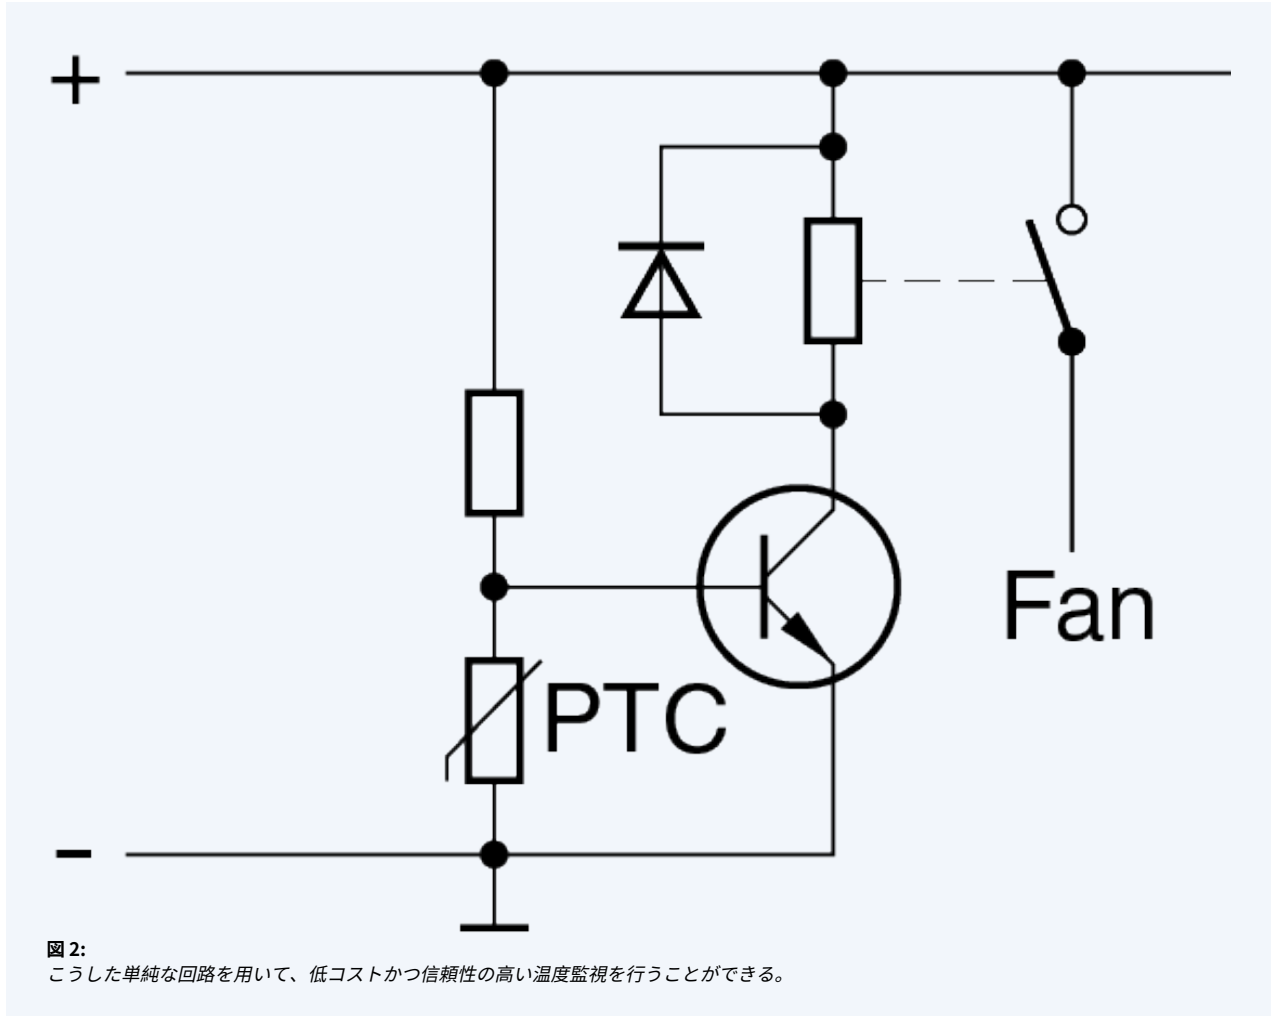 +
PTC
Fan
-
図 2:
こうした単純な回路を用いて、低コストかつ信頼性の高い温度監視を行うことができる。